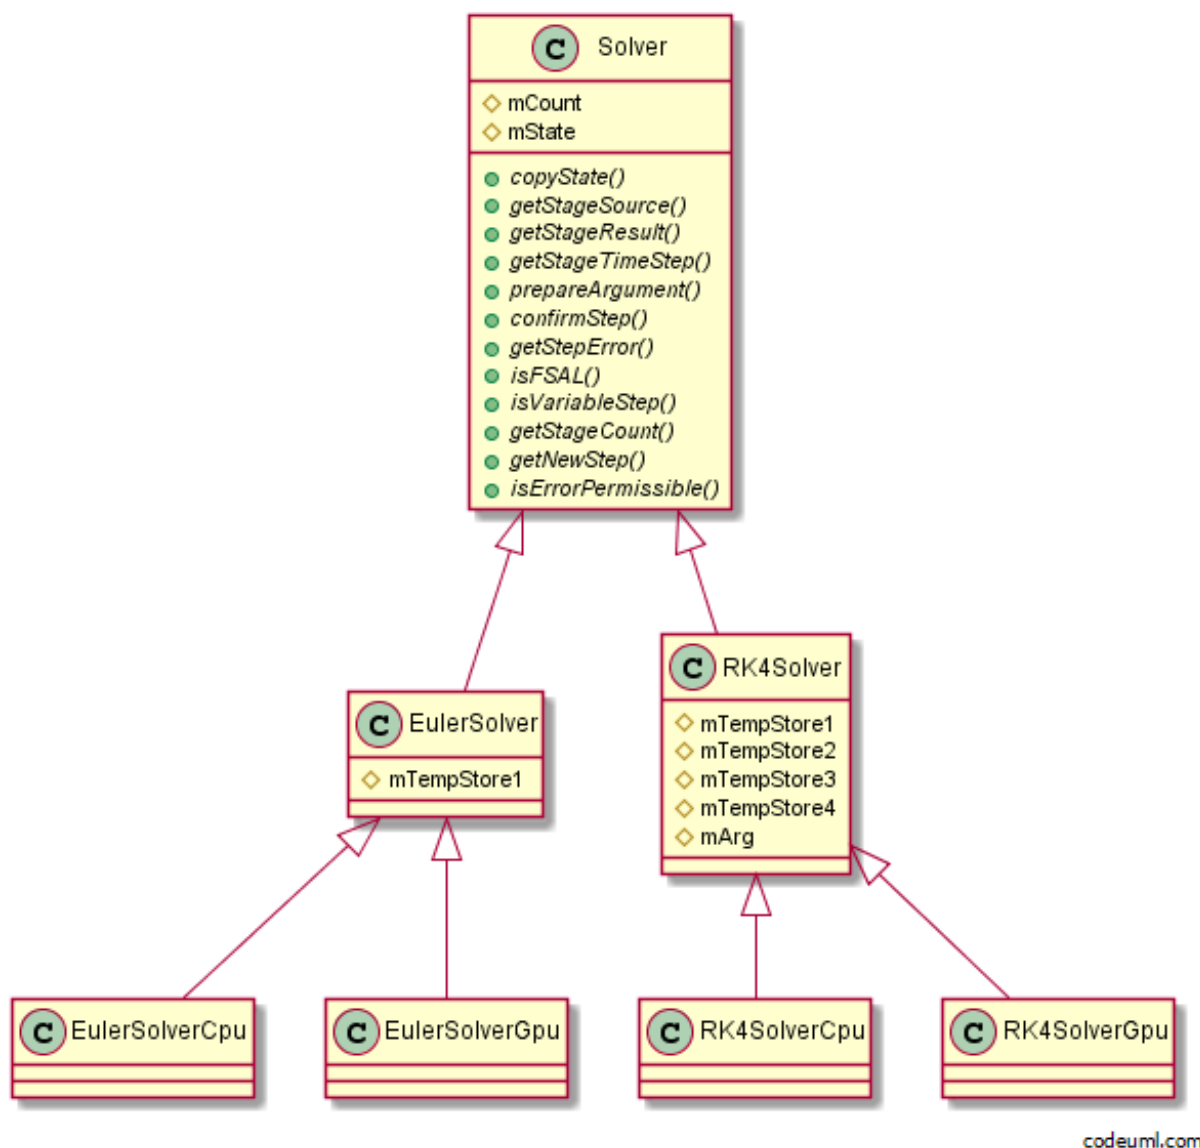 C Solver
mCount
mState
copyState()
getStageSource()
getStageResult()
getStageTimeStep()
prepareArgument()
confirmStep()
getStepError()
isFSAL()
isVariableStep()
getStageCount()
getNewStep()
isErrorPermissible()
C EulerSolver
mTempStore1
C RK4Solver
mTempStore1
mTempStore2
mTempStore3
mTempStore4
mArg
C EulerSolverCpu
C EulerSolverGpu
C RK4SolverCpu
C RK4SolverGpu
codeuml.com